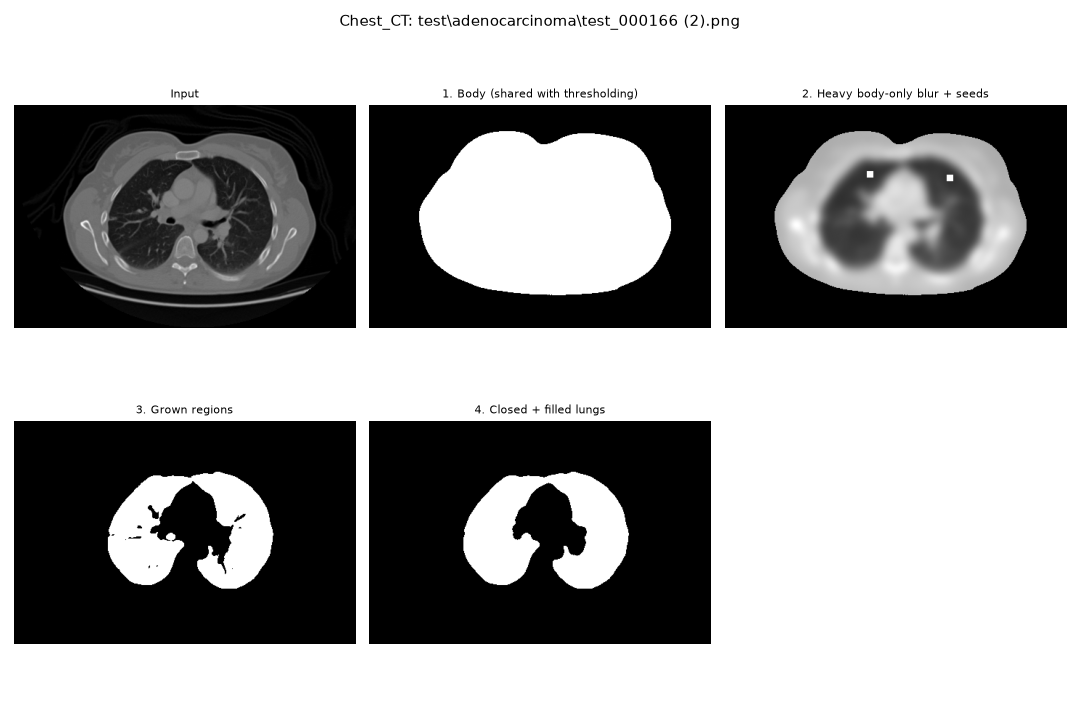 Chest_CT: test\adenocarcinoma\test_000166 (2).png
Input
1. Body (shared with thresholding)
2. Heavy body-only blur + seeds
3. Grown regions
4. Closed + filled lungs